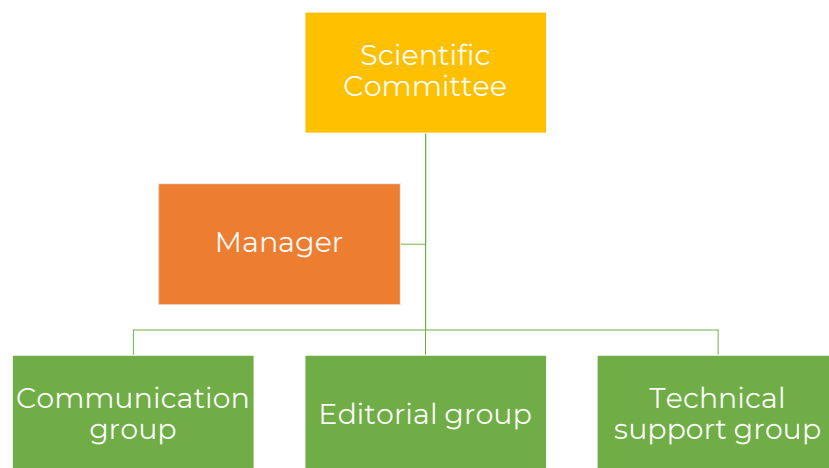 Scientific
Committee
Manager
Communication
group
Editorial group
Technical
support group